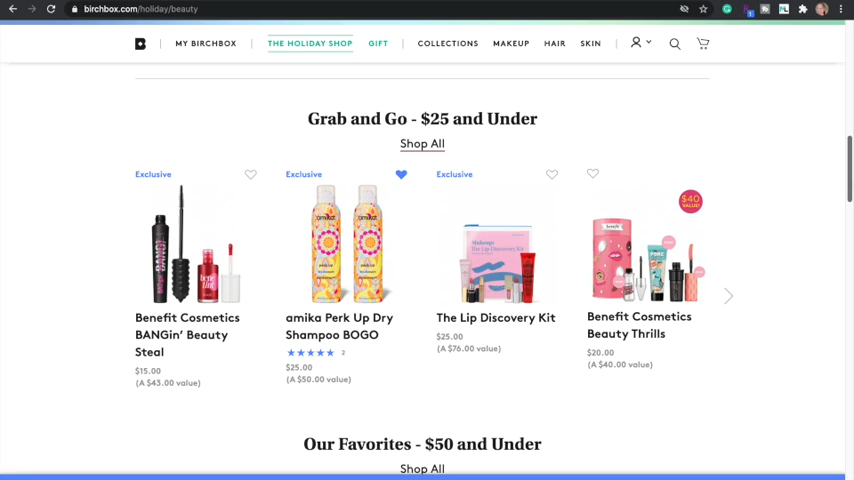 birchbox.com/holiday/beauty
MY BIRCHBOX
THE HOLIDAY SHOP
GIFT
COLLECTIONS
MAKEUP
HAIR
SKIN
Grab and Go - $25 and Under
Shop All
Exclusive
Exclusive
Exclusive
$40
VALUE!
Benefit Cosmetics
BANGin' Beauty
Steal
$15.00
(A $43.00 value)
amika Perk Up Dry
Shampoo BOGO
2
$25.00
(A $50.00 value)
The Lip Discovery Kit
$25.00
(A $76.00 value)
Benefit Cosmetics
Beauty Thrills
$20.00
(A $40.00 value)
Our Favorites - $50 and Under
Shop All